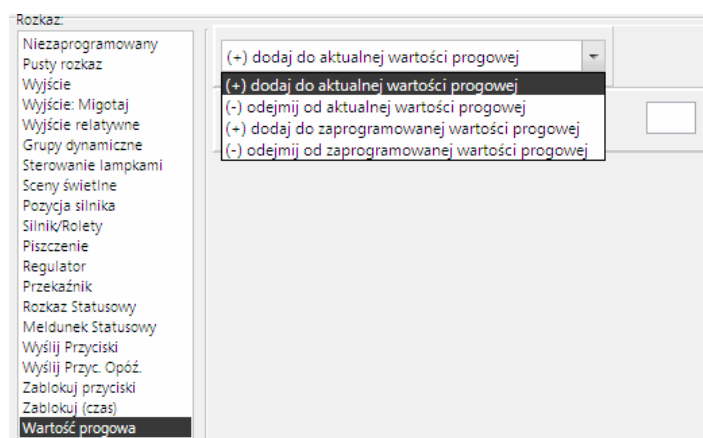 Rozkaz:
Niezaprogramowany
Pusty rozkaz
Wyjście
Wyjście: Migotaj
Wyjście relatywne
Grupy dynamiczne
Sterowanie lampkami
Sceny świetlne
Pozycja silnika
Silnik/Rolety
Piszczenie
Regulator
Przekaźnik
Rozkaz Statusowy
Meldunek Statusowy
Wyślij Przyciski
Wyślij Przyc. Opóź.
Zablokuj przyciski
Zablokuj (czas)
Wartość progowa
(+) dodaj do aktualnej wartości progowej
(+) dodaj do aktualnej wartości progowej
(-) odejmij od aktualnej wartości progowej
(+) dodaj do zaprogramowanej wartości progowej
(-) odejmij od zaprogramowanej wartości progowej